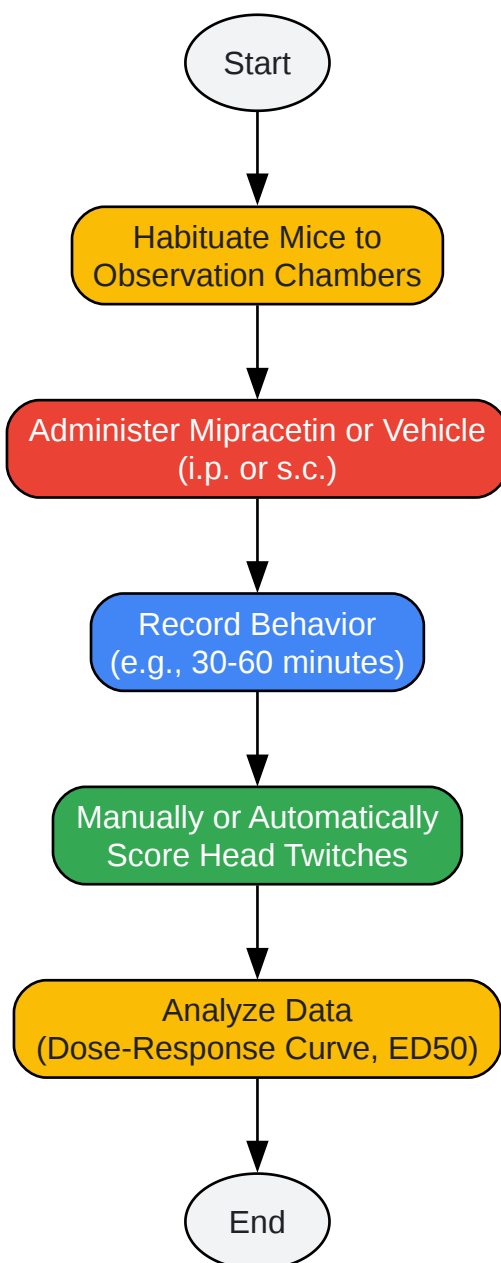 Start
Habituate Mice to
Observation Chambers
Administer Mipracetin or Vehicle
(i.p. or s.c.)
Record Behavior
(e.g., 30-60 minutes)
Manually or Automatically
Score Head Twitches
Analyze Data
(Dose-Response Curve, ED50)
End